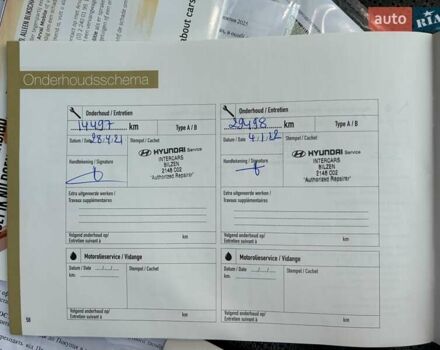 auto
RIA
about cars
Onderhoudsschema
Onderhoud / Entretien
14497 km
Type A / B
Datum / Date 28.4.21
Stempel / Cachet
Handtekening / Signature
HYUNDAI Service
INTERCARS
BILZEN
214B C02
"Authorized Repairer"
Extra uitgevoerde werken /
Travaux supplémentaires
Volgend onderhoud op/
Entretien suivant à
km
Onderhoud / Entretien
29498 km
Type A / B
Datum / Date 4.1.22
Stempel / Cachet
Handtekening / Signature
HYUNDAI Service
INTERCARS
BILZEN
214B C02
"Authorized Repairer"
Extra uitgevoerde werken /
Travaux supplémentaires
Volgend onderhoud op/
Entretien suivant à
km
Motorolieservice / Vidange
Datum / Date
Stempel / Cachet
Volgend onderhoud op/
Entretien suivant à
km
Motorolieservice / Vidange
Datum / Date
Stempel / Cachet
Volgend onderhoud op/
Entretien suivant à
km
58